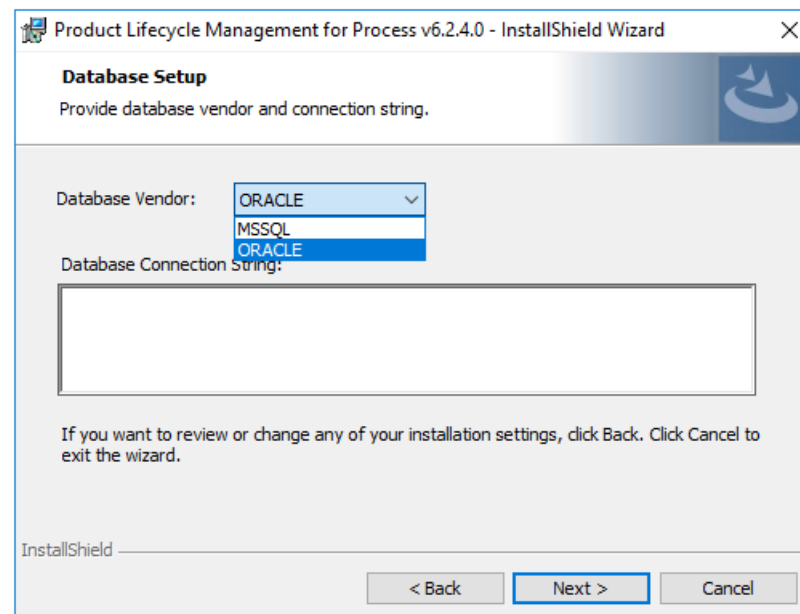 Product Lifecycle Management for Process v6.2.4.0 - InstallShield Wizard
Database Setup
Provide database vendor and connection string.
Database Vendor:
ORACLE
MSSQL
ORACLE
Database Connection String:
If you want to review or change any of your installation settings, click Back. Click Cancel to
exit the wizard.
InstallShield
< Back
Next >
Cancel